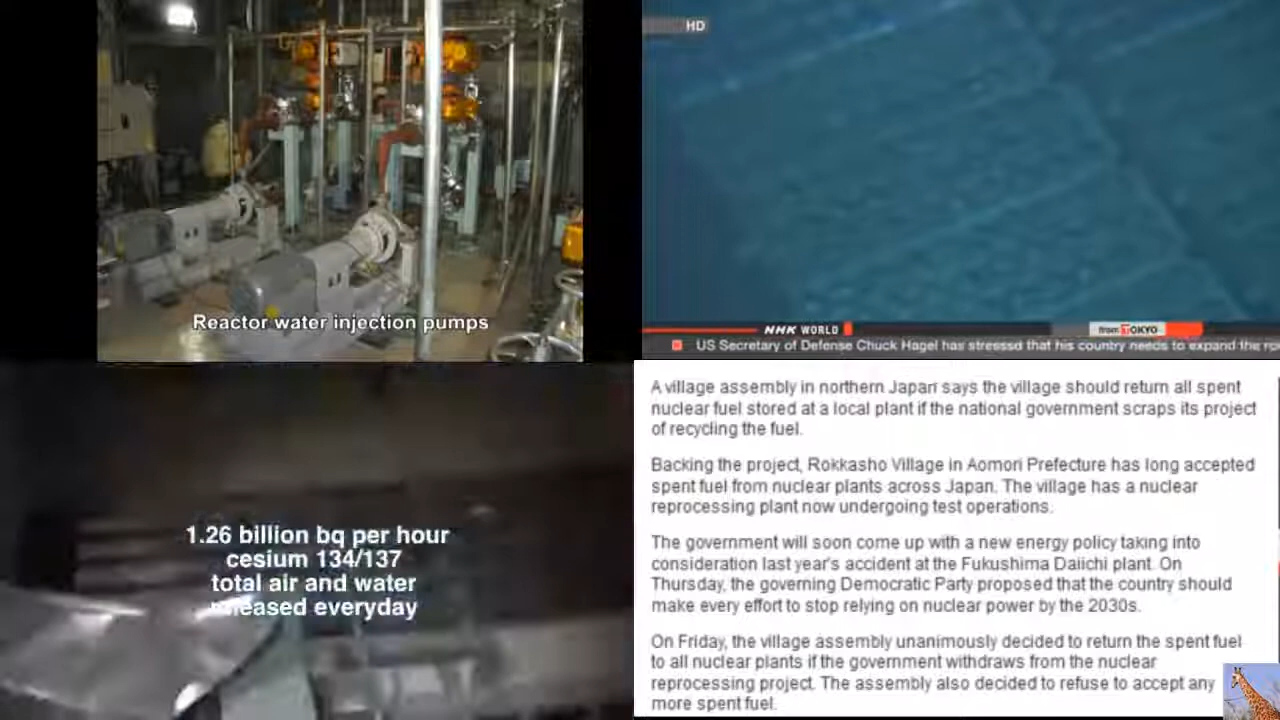 Reactor water injection pumps
HD
NHK WORLD
from TOKYO
US Secretary of Defense Chuck Hagel has stresssd that his country needs to expand the
1.26 billion bq per hour
cesium 134/137
total air and water
released everyday
A village assembly in northern Japan says the village should return all spent
nuclear fuel stored at a local plant if the national government scraps its project
of recycling the fuel.
Backing the project, Rokkasho Village in Aomori Prefecture has long accepted
spent fuel from nuclear plants across Japan. The village has a nuclear
reprocessing plant now undergoing test operations.
The government will soon come up with a new energy policy taking into
consideration last year's accident at the Fukushima Daiichi plant. On
Thursday, the governing Democratic Party proposed that the country should
make every effort to stop relying on nuclear power by the 2030s.
On Friday, the village assembly unanimously decided to return the spent fuel
to all nuclear plants if the government withdraws from the nuclear
reprocessing project. The assembly also decided to refuse to accept any
more spent fuel.